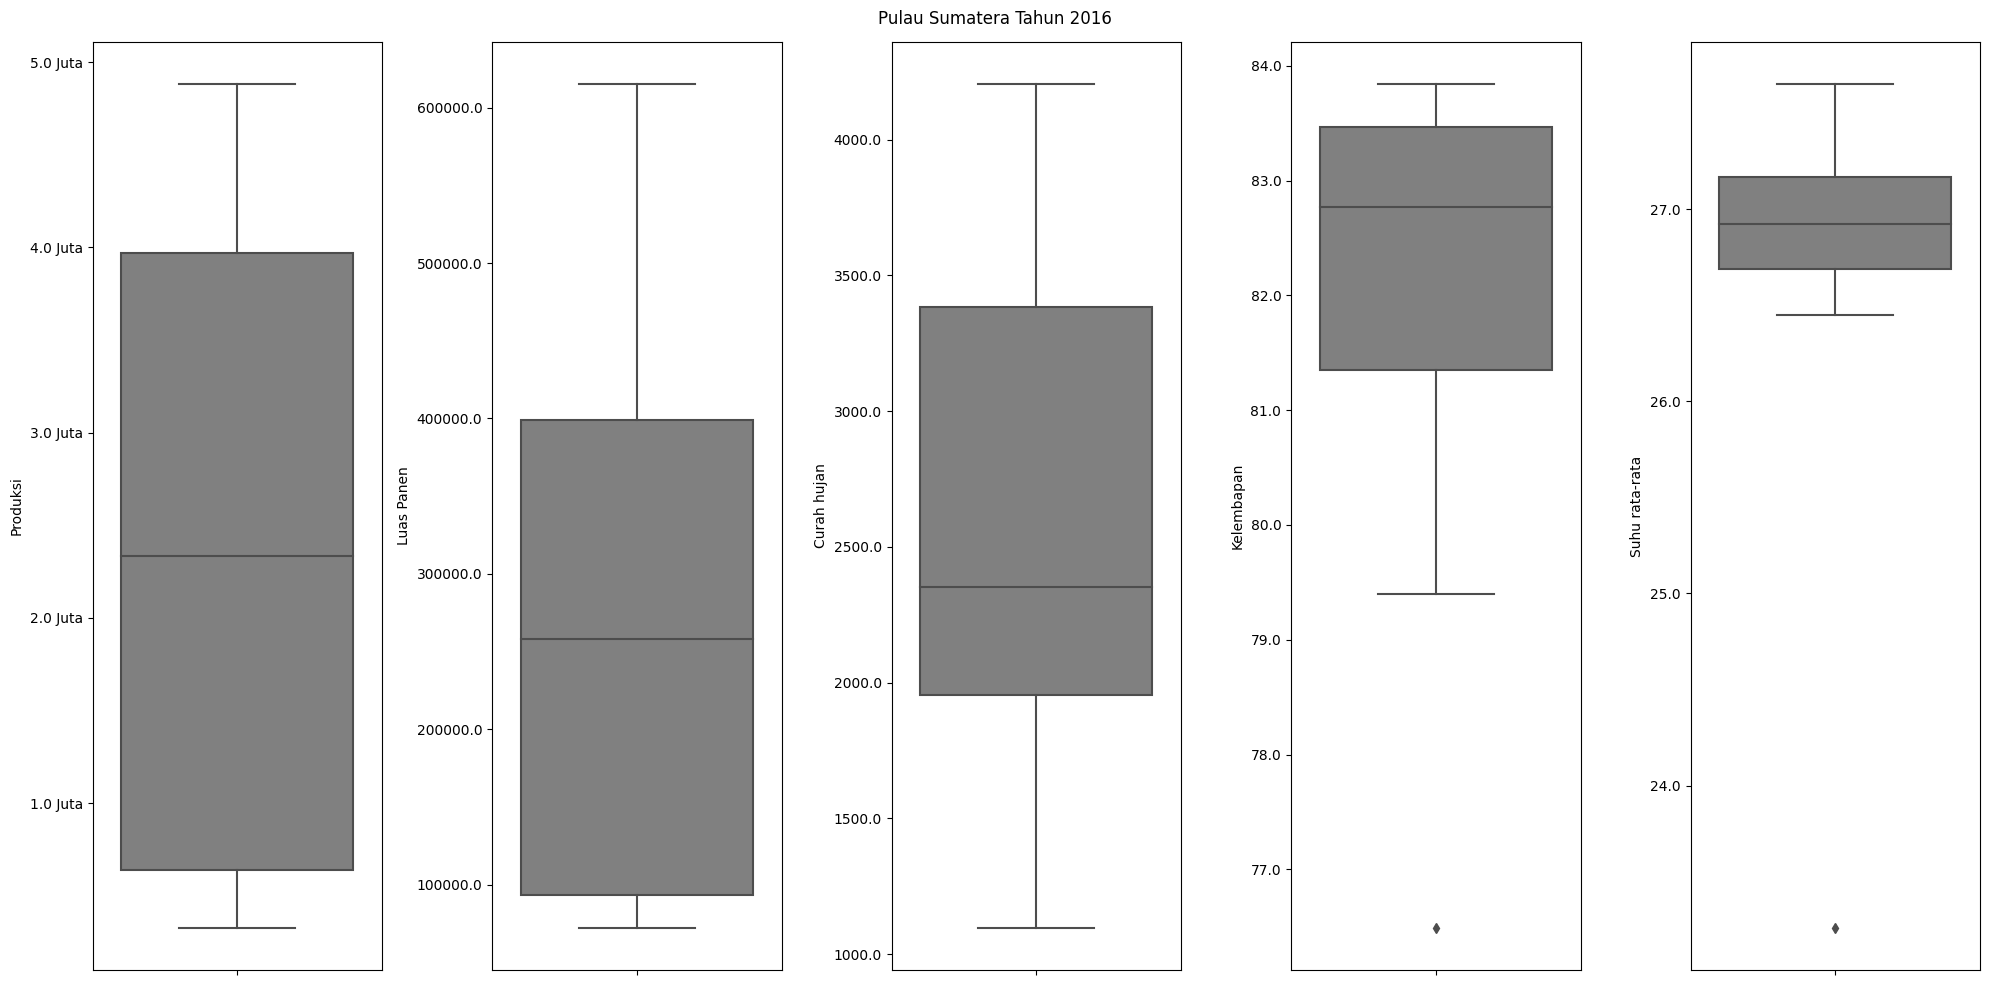 Pulau Sumatera Tahun 2016
Produksi
5.0 Juta
4.0 Juta
3.0 Juta
2.0 Juta
1.0 Juta
Luas Panen
600000.0
500000.0
400000.0
300000.0
200000.0
100000.0
Curah hujan
4000.0
3500.0
3000.0
2500.0
2000.0
1500.0
1000.0
Kelembapan
84.0
83.0
82.0
81.0
80.0
79.0
78.0
77.0
Suhu rata-rata
27.0
26.0
25.0
24.0